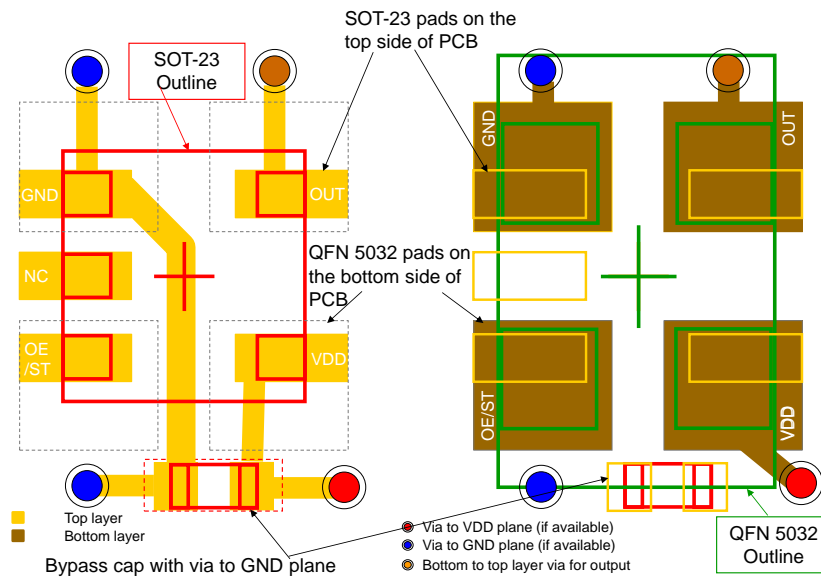 SOT-23 pads on the
top side of PCB
SOT-23
Outline
GND
OUT
NC
OE
/ST
VDD
QFN 5032 pads on
the bottom side of
PCB
GND
OUT
OE/ST
VDD
Top layer
Bottom layer
Bypass cap with via to GND plane
Via to VDD plane (if available)
Via to GND plane (if available)
Bottom to top layer via for output
QFN 5032
Outline